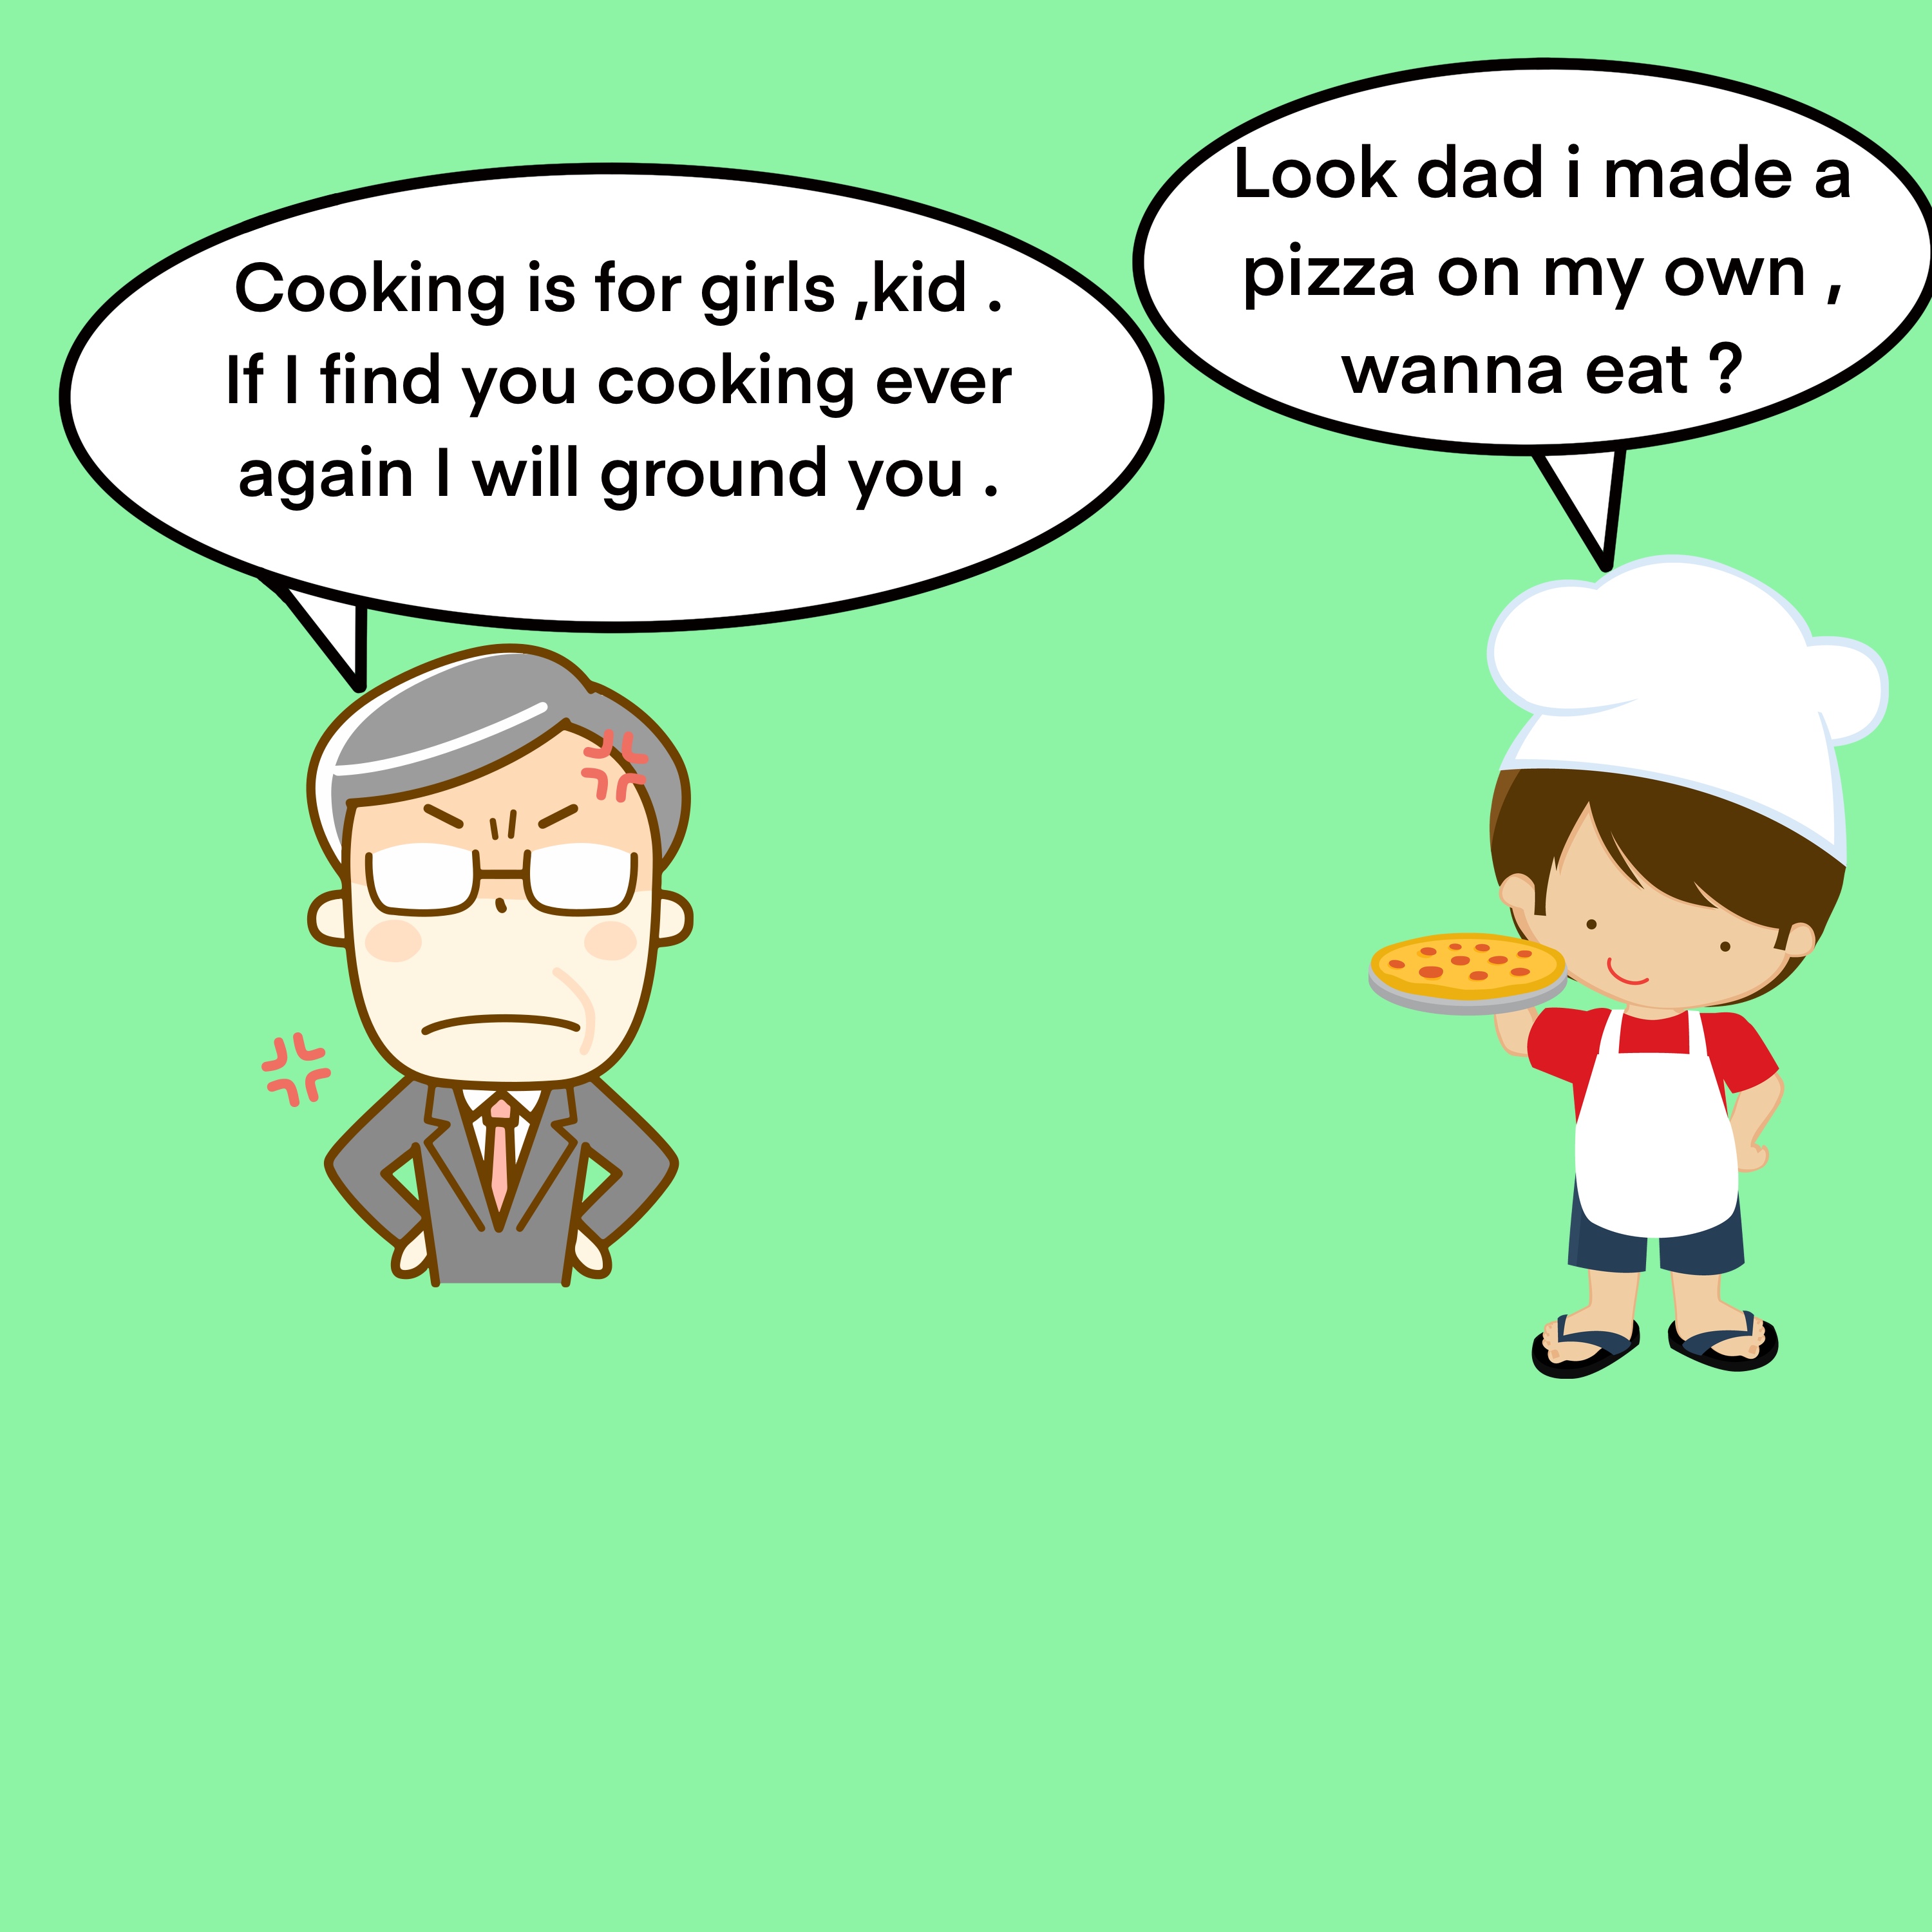 Look dad i made a
pizza on my own ,
wanna eat ?
Cooking is for girls ,kid .
If I find you cooking ever
again I will ground you .